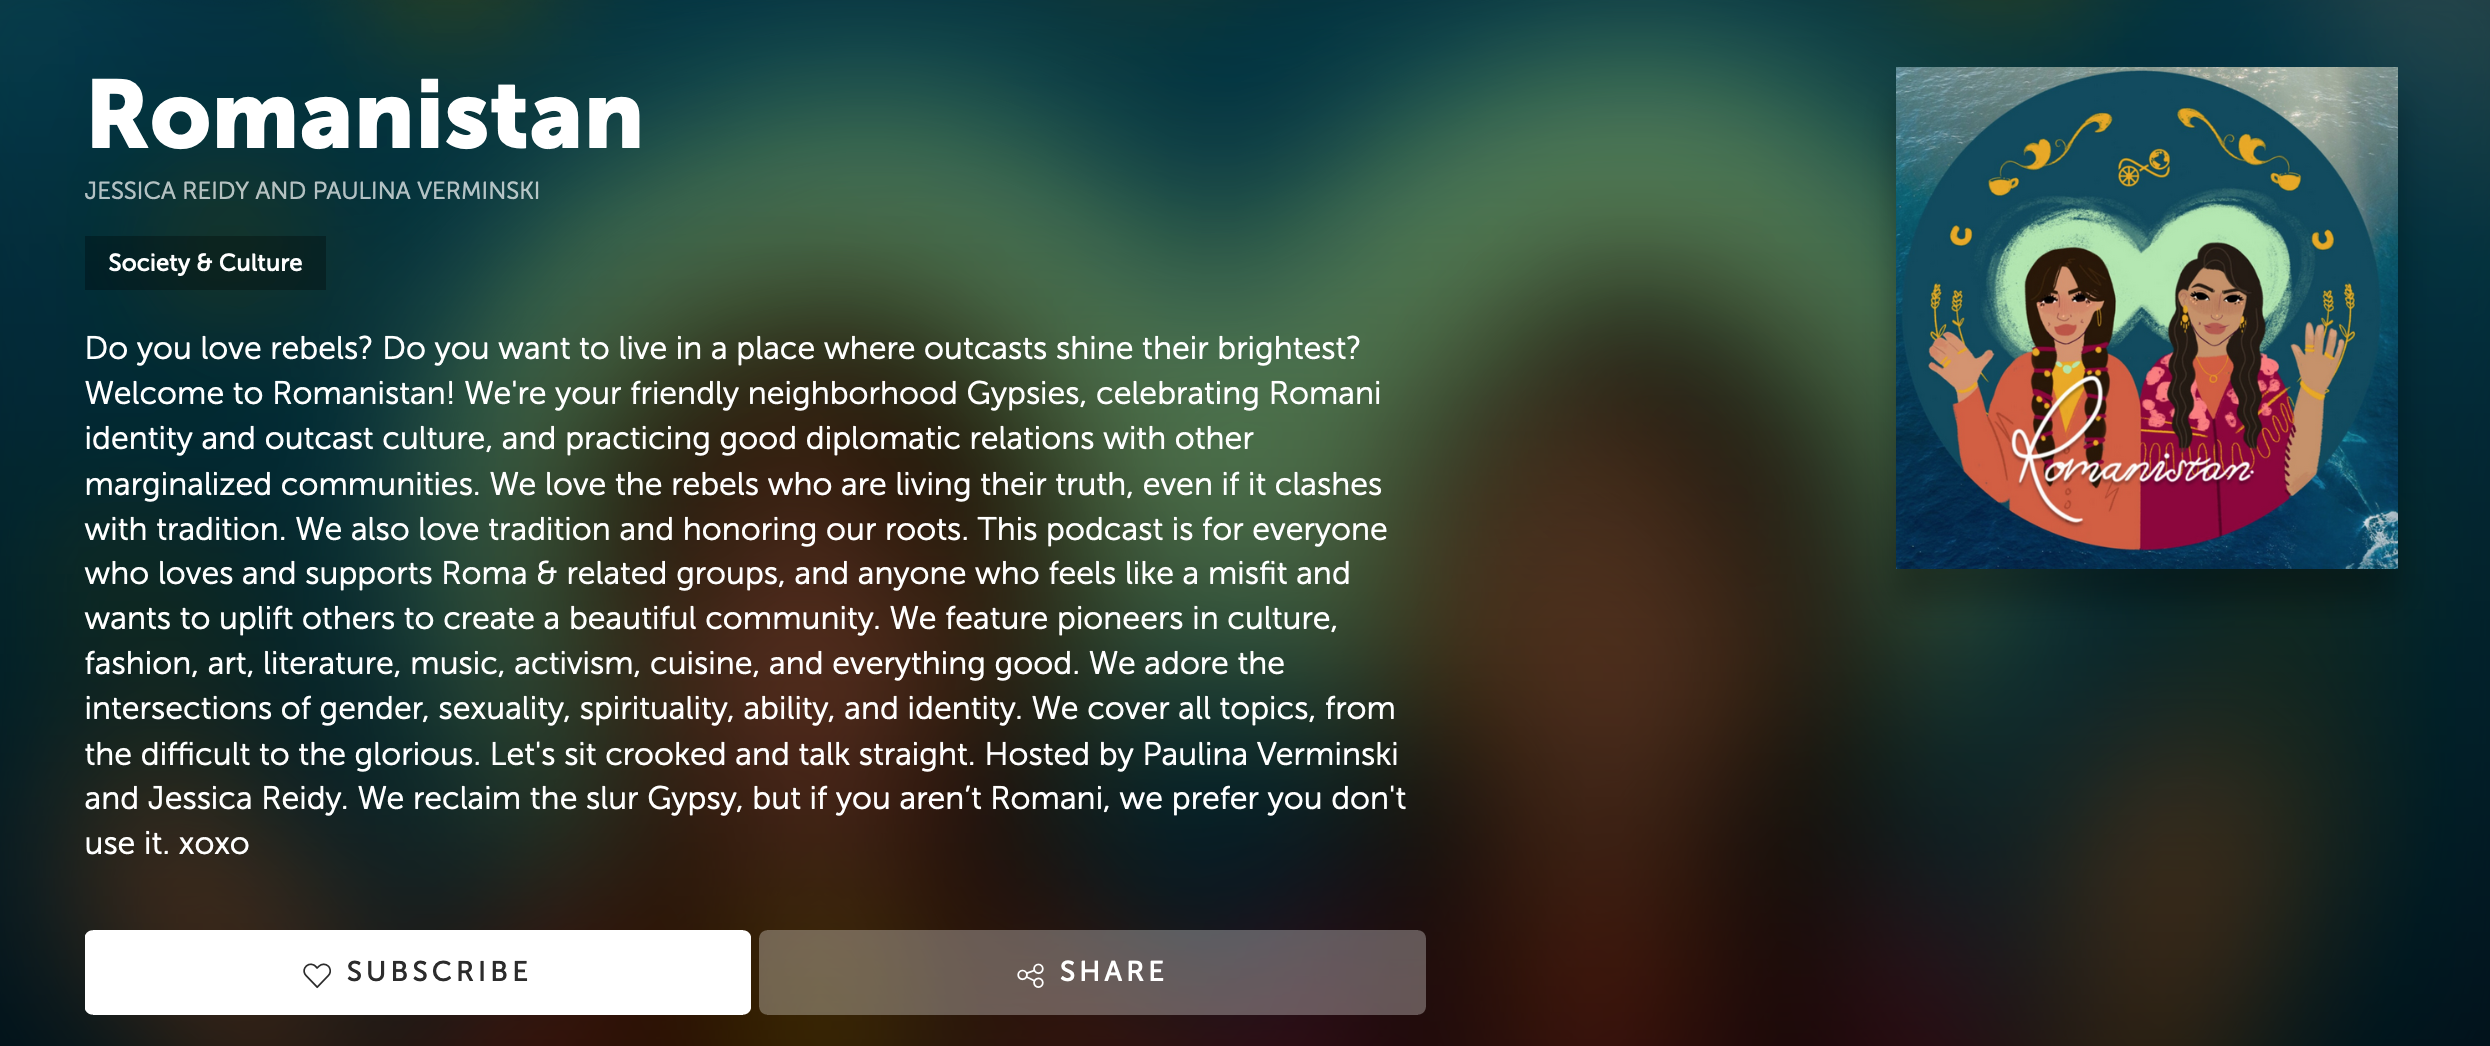 Romanistan
JESSICA REIDY AND PAULINA VERMINSKI
Society & Culture
Do you love rebels? Do you want to live in a place where outcasts shine their brightest?
Welcome to Romanistan! We're your friendly neighborhood Gypsies, celebrating Romani
identity and outcast culture, and practicing good diplomatic relations with other
marginalized communities. We love the rebels who are living their truth, even if it clashes
with tradition. We also love tradition and honoring our roots. This podcast is for everyone
who loves and supports Roma & related groups, and anyone who feels like a misfit and
wants to uplift others to create a beautiful community. We feature pioneers in culture,
fashion, art, literature, music, activism, cuisine, and everything good. We adore the
intersections of gender, sexuality, spirituality, ability, and identity. We cover all topics, from
the difficult to the glorious. Let's sit crooked and talk straight. Hosted by Paulina Verminski
and Jessica Reidy. We reclaim the slur Gypsy, but if you aren’t Romani, we prefer you don't
use it. xoxo
SUBSCRIBE
SHARE
Romanistan